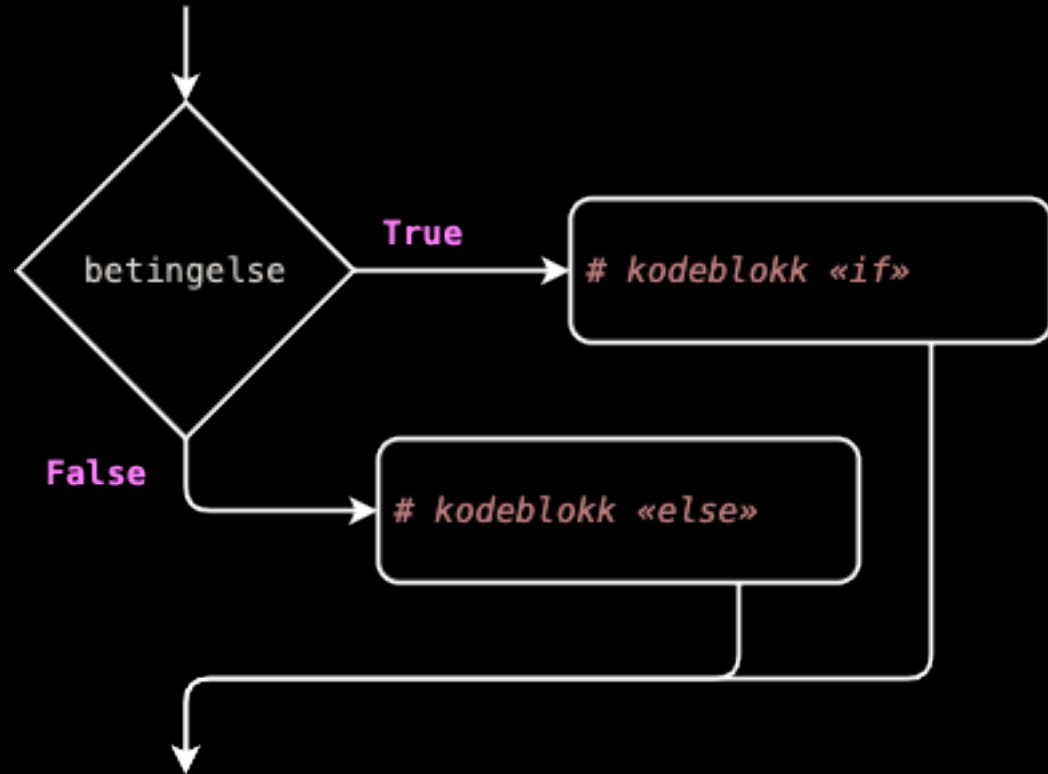 True
betingelse
# kodeblokk «if»
False
# kodeblokk «else»